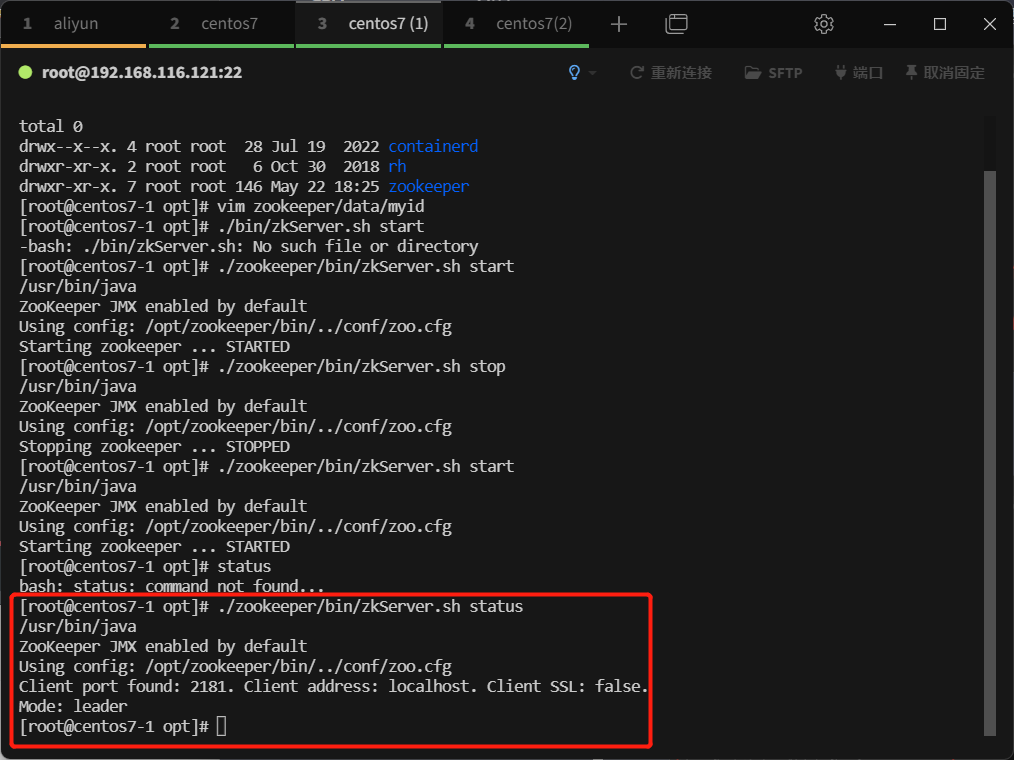 1 aliyun 2 centos7 3 centos7 (1) 4 centos7(2)
root@192.168.116.121:22 重新连接 SFTP 端口 取消固定
total 0
drwx--x--x. 4 root root  28 Jul 19  2022 containerd
drwxr-xr-x. 2 root root   6 Oct 30  2018 rh
drwxr-xr-x. 7 root root 146 May 22 18:25 zookeeper
[root@centos7-1 opt]# vim zookeeper/data/myid
[root@centos7-1 opt]# ./bin/zkServer.sh start
-bash: ./bin/zkServer.sh: No such file or directory
[root@centos7-1 opt]# ./zookeeper/bin/zkServer.sh start
/usr/bin/java
ZooKeeper JMX enabled by default
Using config: /opt/zookeeper/bin/../conf/zoo.cfg
Starting zookeeper ... STARTED
[root@centos7-1 opt]# ./zookeeper/bin/zkServer.sh stop
/usr/bin/java
ZooKeeper JMX enabled by default
Using config: /opt/zookeeper/bin/../conf/zoo.cfg
Stopping zookeeper ... STOPPED
[root@centos7-1 opt]# ./zookeeper/bin/zkServer.sh start
/usr/bin/java
ZooKeeper JMX enabled by default
Using config: /opt/zookeeper/bin/../conf/zoo.cfg
Starting zookeeper ... STARTED
[root@centos7-1 opt]# status
bash: status: command not found...
[root@centos7-1 opt]# ./zookeeper/bin/zkServer.sh status
/usr/bin/java
ZooKeeper JMX enabled by default
Using config: /opt/zookeeper/bin/../conf/zoo.cfg
Client port found: 2181. Client address: localhost. Client SSL: false.
Mode: leader
[root@centos7-1 opt]#